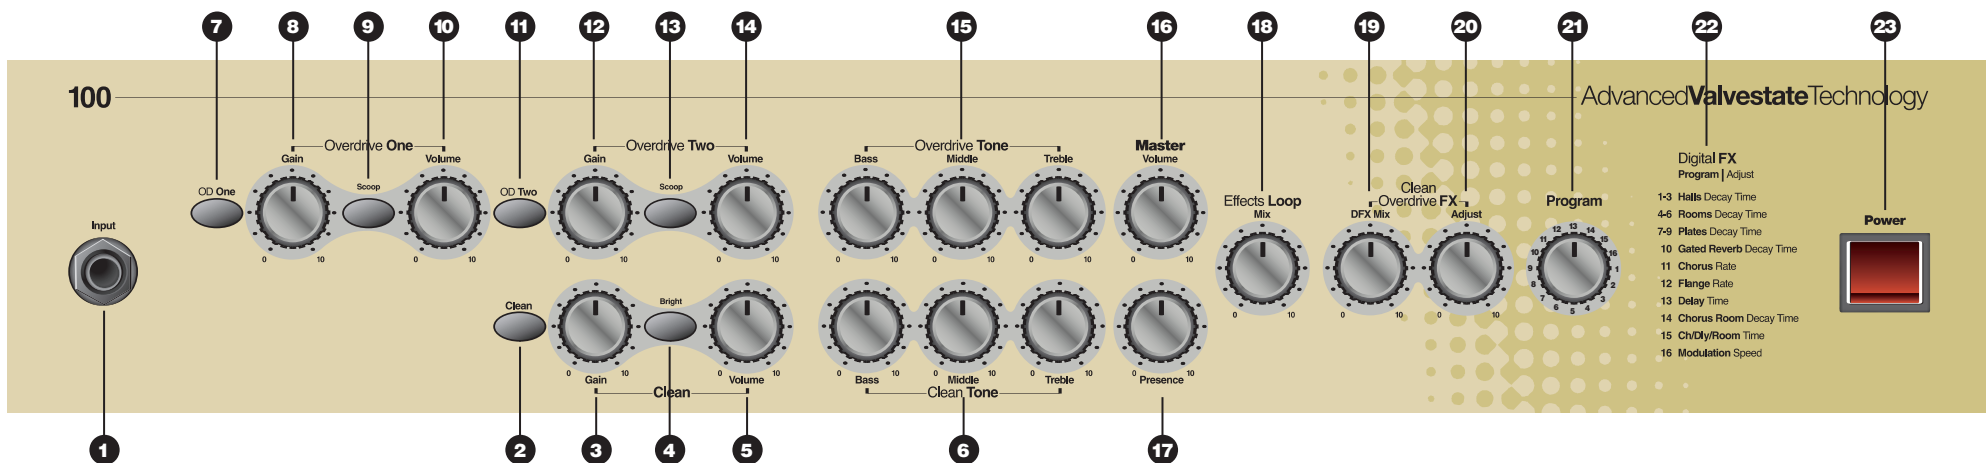 7 8 9 10 11 12 13 14 15 16 18 19 20 21 22 23
100 AdvancedValvestateTechnology
Overdrive One
Gain Volume
OD One
Scoop
0 10 0 10
Overdrive Two
Gain Volume
OD Two
Scoop
0 10 0 10
Overdrive Tone
Bass Middle Treble
0 10 0 10 0 10
Master
Volume
0 10
Input
Clean
Bright
0 10 0 10
Gain Volume
Clean
0 10 0 10 0 10
Bass Middle Treble
Clean Tone
0 10
Presence
Effects Loop
Mix
0 10
Clean
Overdrive FX
DFX Mix Adjust
0 10 0 10
Program
1 2 3 4 5 6 7 8 9 10 11 12 13 14 15 16
Digital FX
Program | Adjust
1-3 Halls Decay Time
4-6 Rooms Decay Time
7-9 Plates Decay Time
10 Gated Reverb Decay Time
11 Chorus Rate
12 Flange Rate
13 Delay Time
14 Chorus Room Decay Time
15 Ch/Dly/Room Time
16 Modulation Speed
Power
1 2 3 4 5 6 17